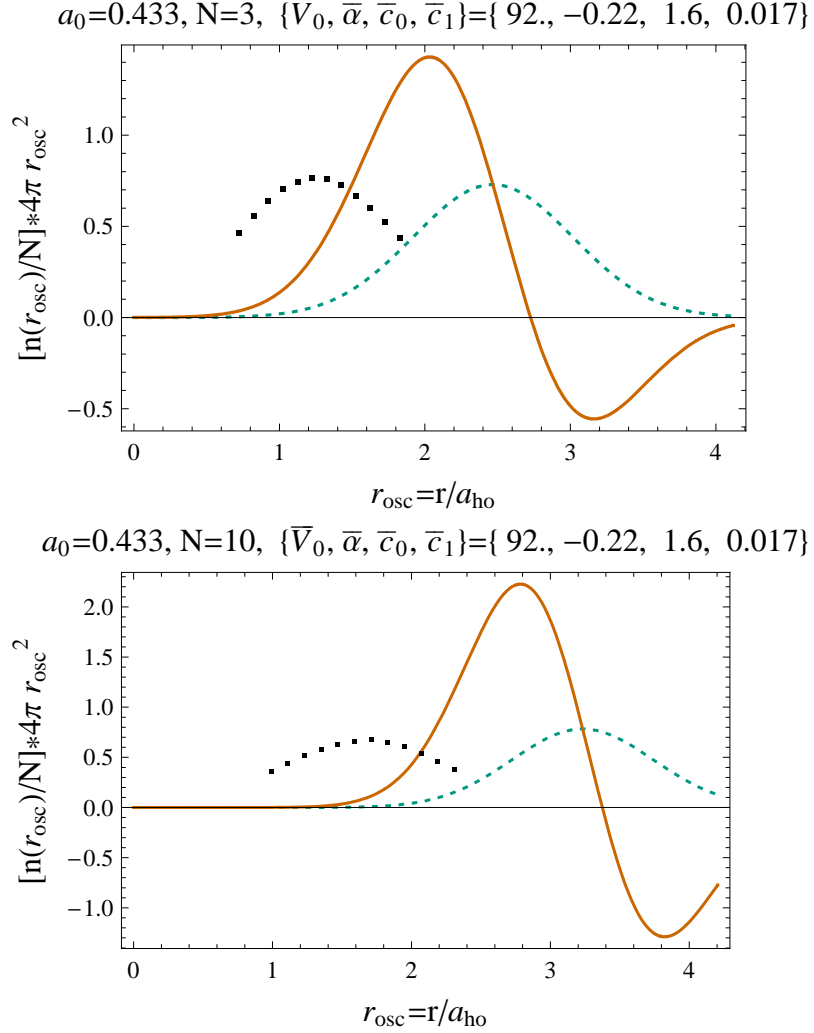 a₀=0.433, N=3, {V₀, α̅, c̅₀, c̅₁}={ 92., −0.22, 1.6, 0.017}
[n(r_osc)/N]*4π r_osc²
1.0
0.5
0.0
−0.5
0 1 2 3 4
r_osc=r/a_ho
a₀=0.433, N=10, {V̅₀, α̅, c̅₀, c̅₁}={ 92., −0.22, 1.6, 0.017}
[n(r_osc)/N]*4π r_osc²
2.0
1.5
1.0
0.5
0.0
−0.5
−1.0
0 1 2 3 4
r_osc=r/a_ho